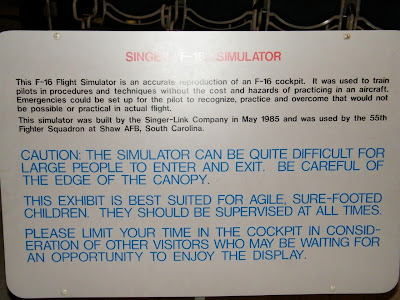 SINGER F-16 SIMULATOR
This F-16 Flight Simulator is an accurate reproduction of an F-16 cockpit. It was used to train
pilots in procedures and techniques without the cost and hazards of practicing in an aircraft.
Emergencies could be set up for the pilot to recognize, practice and overcome that would not
be possible or practical in actual flight.
This simulator was built by the Singer-Link Company in May 1985 and was used by the 55th
Fighter Squadron at Shaw AFB, South Carolina.
CAUTION: THE SIMULATOR CAN BE QUITE DIFFICULT FOR
LARGE PEOPLE TO ENTER AND EXIT. BE CAREFUL OF
THE EDGE OF THE CANOPY.
THIS EXHIBIT IS BEST SUITED FOR AGILE, SURE-FOOTED
CHILDREN. THEY SHOULD BE SUPERVISED AT ALL TIMES.
PLEASE LIMIT YOUR TIME IN THE COCKPIT IN CONSID-
ERATION OF OTHER VISITORS WHO MAY BE WAITING FOR
AN OPPORTUNITY TO ENJOY THE DISPLAY.